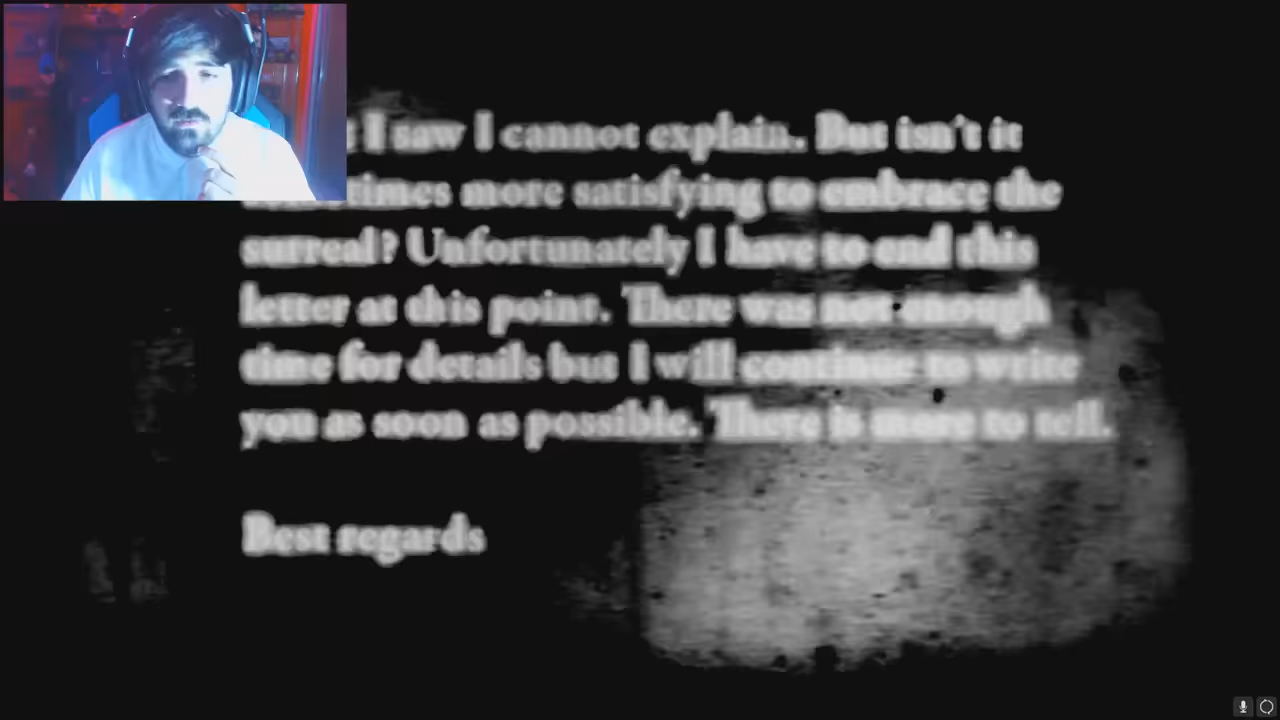 I saw I cannot explain. But isn't it
more satisfying to embrace the
surreal? Unfortunately I have to end this
letter at this point. There was not enough
time for details but I will continue to write
you as soon as possible. There is more to tell.
Best regards